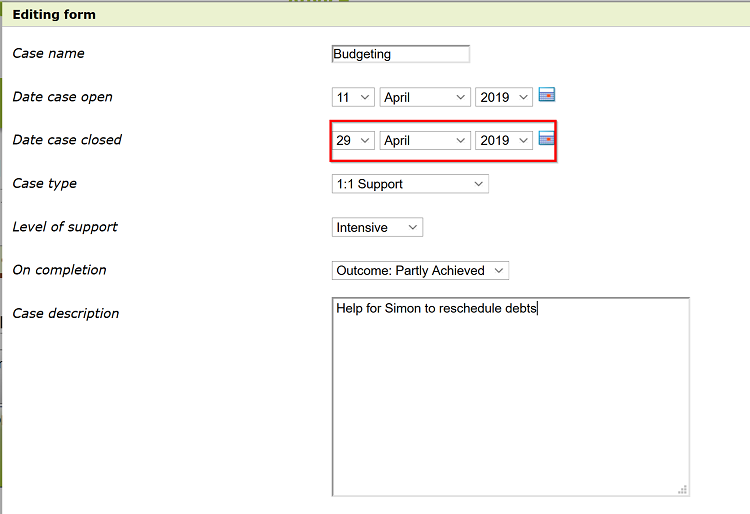 Editing form
Case name Budgeting
Date case open 11 April 2019
Date case closed 29 April 2019
Case type 1:1 Support
Level of support Intensive
On completion Outcome: Partly Achieved
Case description Help for Simon to reschedule debts